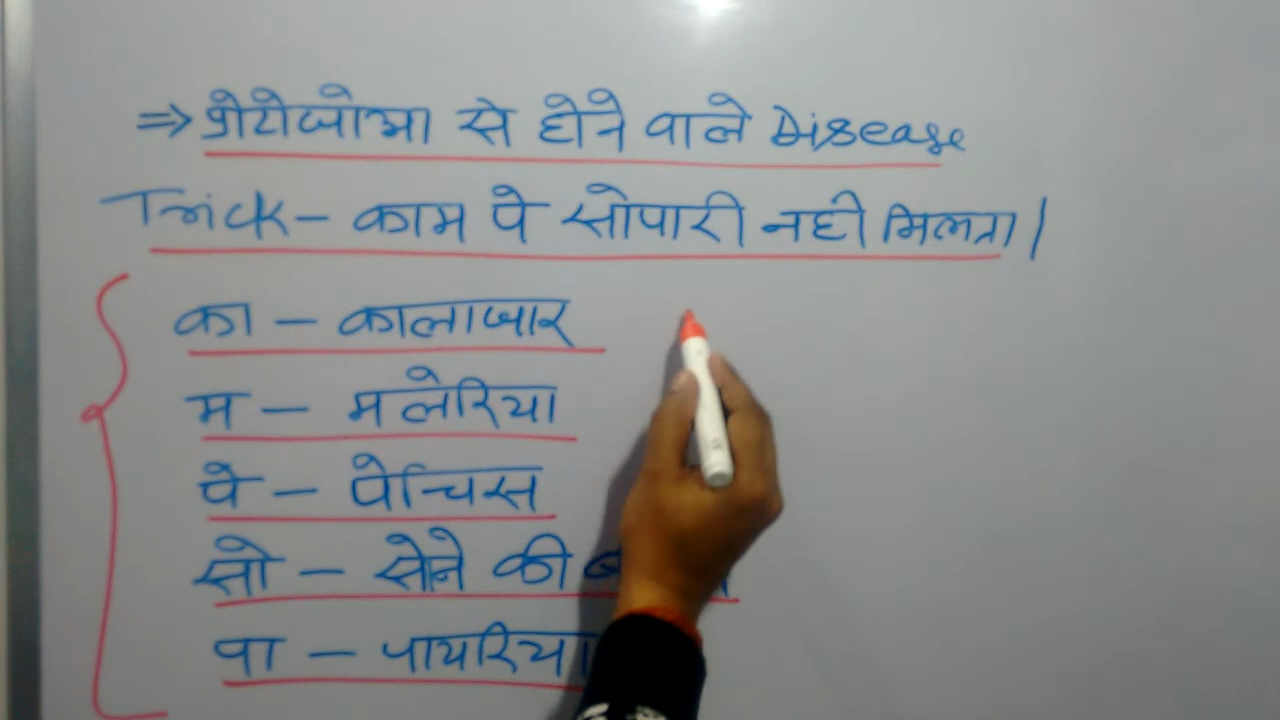 ⇒ प्रोटोजोआ से होने वाले Disease
Trick – काम पे सोपारी नही मिलता।
का – कालाजार
म – मलेरिया
पे – पेचिस
सो – सोने की
पा – पायरिया